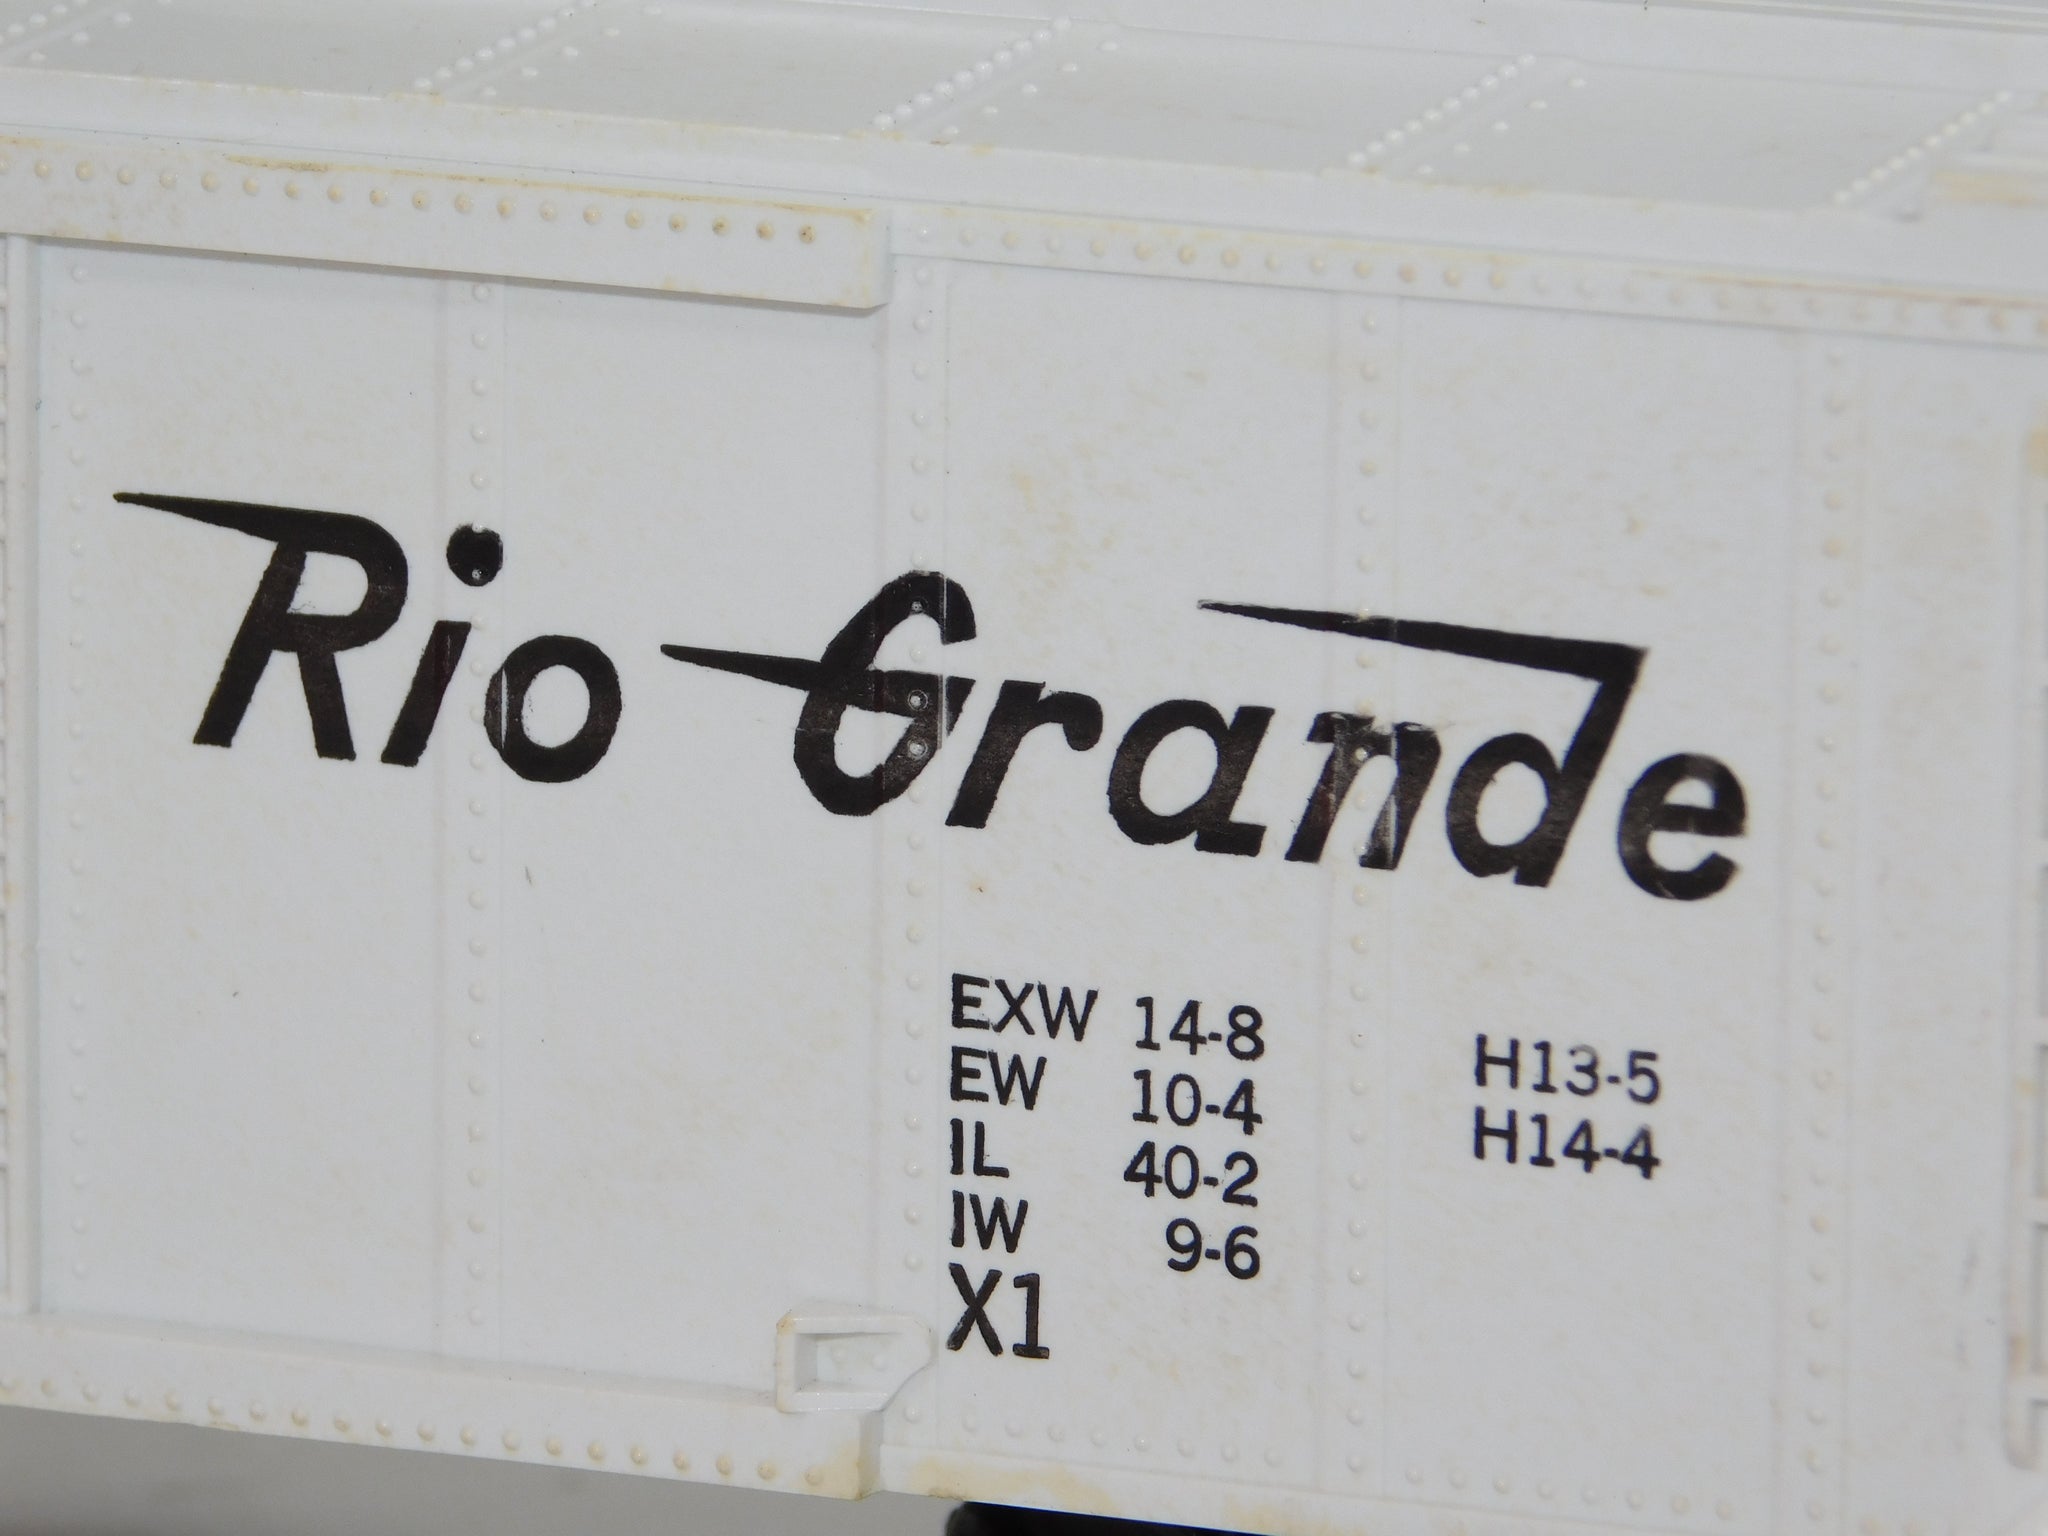 Rio Grande
EXW 14-8 H13-5
EW 10-4 H14-4
IL 40-2
IW 9-6
X1